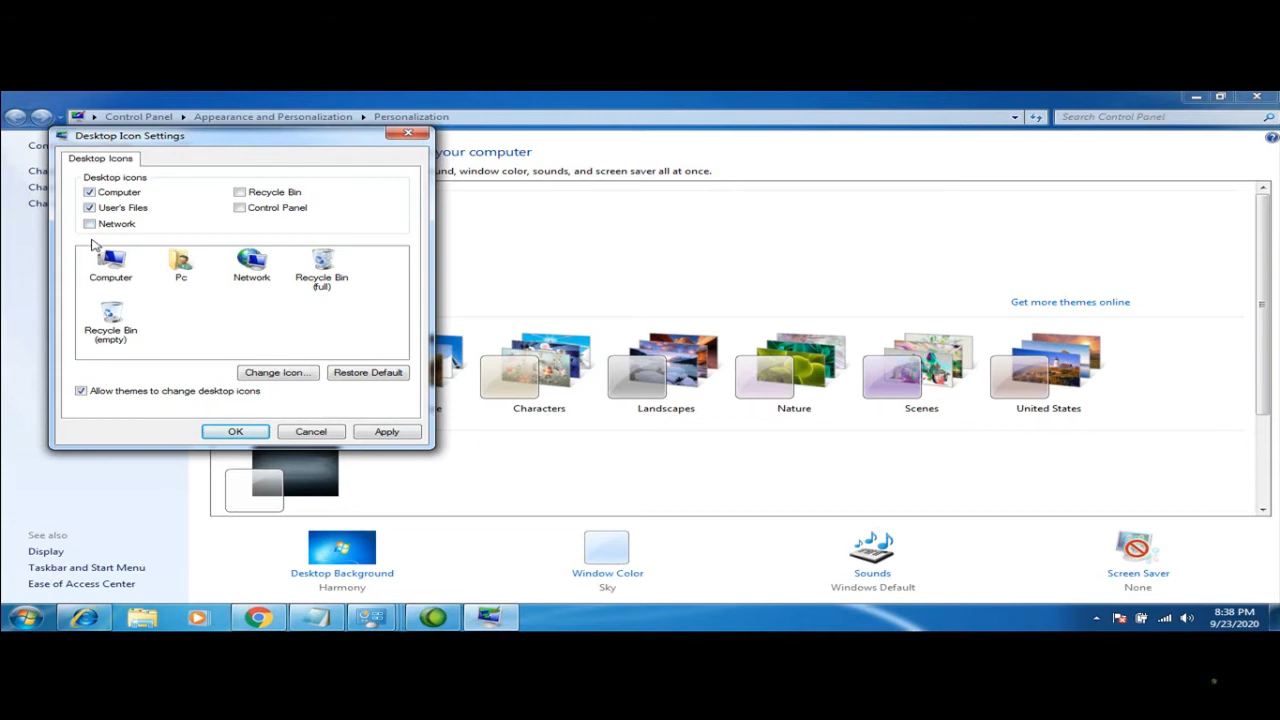 Control Panel ▸ Appearance and Personalization ▸ Personalization
Search Control Panel
Desktop Icon Settings
Desktop Icons
Desktop icons
Computer
Recycle Bin
User's Files
Control Panel
Network
Computer
Pc
Network
Recycle Bin
(full)
Recycle Bin
(empty)
Change Icon...
Restore Default
Allow themes to change desktop icons
OK
Cancel
Apply
Con
Cha
Cha
Cha
your computer
und, window color, sounds, and screen saver all at once.
Get more themes online
Characters
Landscapes
Nature
Scenes
United States
See also
Display
Taskbar and Start Menu
Ease of Access Center
Desktop Background
Harmony
Window Color
Sky
Sounds
Windows Default
Screen Saver
None
8:38 PM
9/23/2020